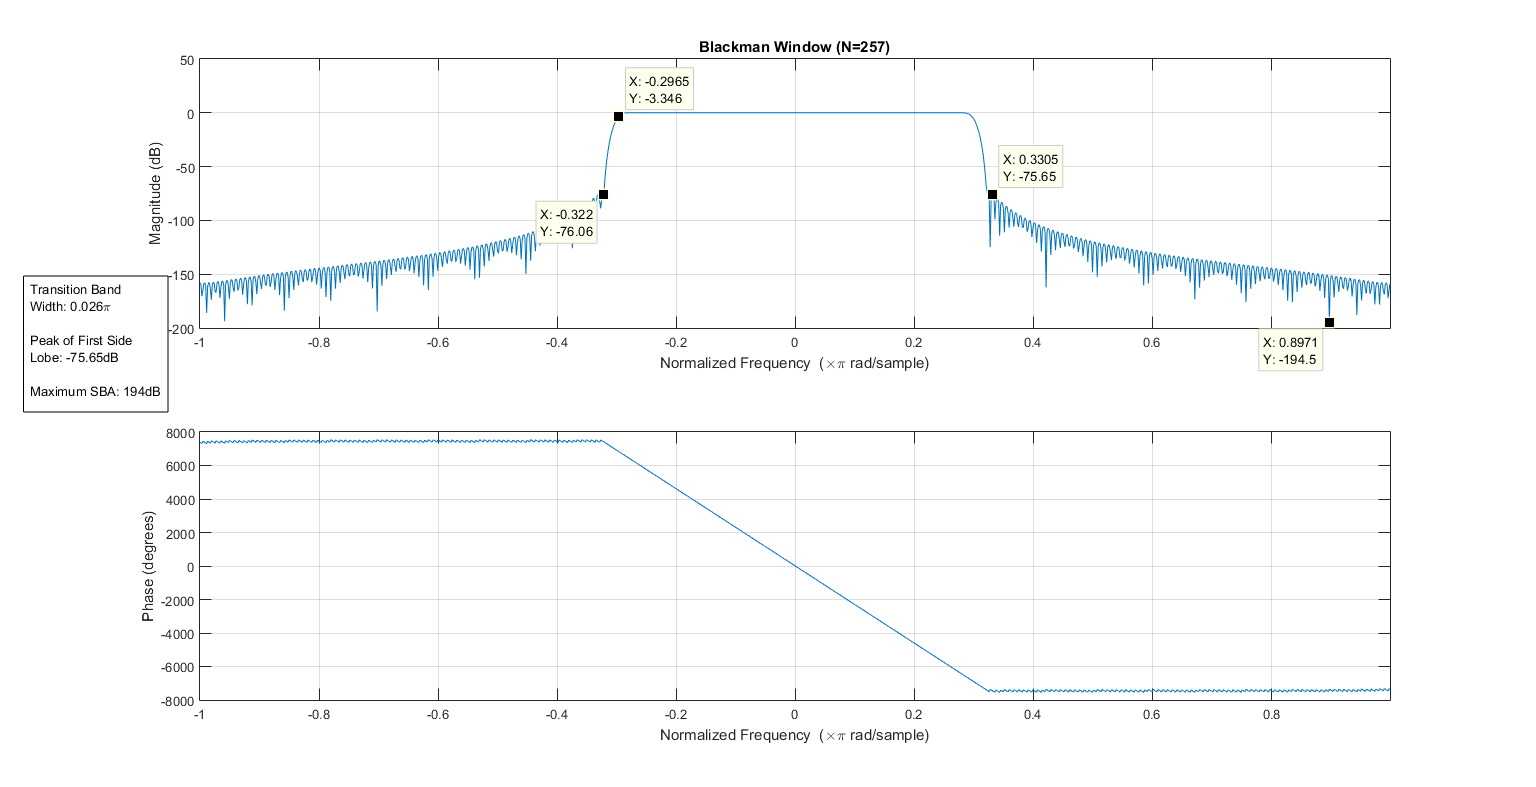 Blackman Window (N=257)
50
0
-50
-100
-150
-200
Magnitude (dB)
X: -0.2965
Y: -3.346
X: 0.3305
Y: -75.65
X: -0.322
Y: -76.06
X: 0.8971
Y: -194.5
-1
-0.8
-0.6
-0.4
-0.2
0
0.2
0.4
0.6
0.8
Normalized Frequency (×π rad/sample)
Transition Band
Width: 0.026π
Peak of First Side
Lobe: -75.65dB
Maximum SBA: 194dB
8000
6000
4000
2000
0
-2000
-4000
-6000
-8000
Phase (degrees)
-1
-0.8
-0.6
-0.4
-0.2
0
0.2
0.4
0.6
0.8
Normalized Frequency (×π rad/sample)